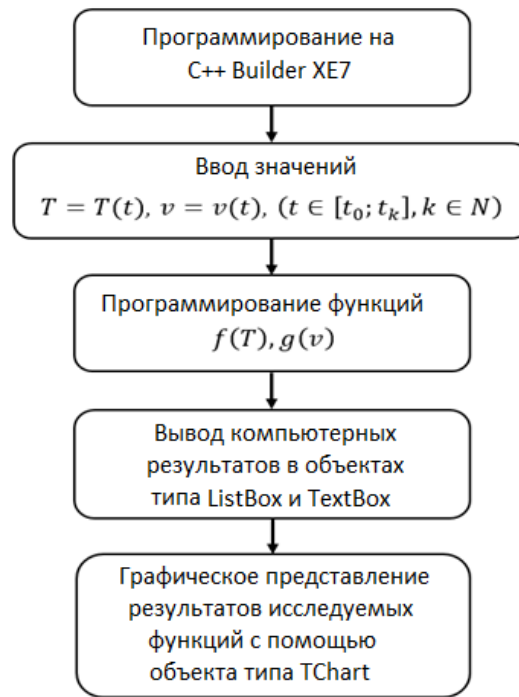 Программирование на
C++ Builder XE7
Ввод значений
T = T(t), v = v(t), (t ∈ [t₀; tₖ], k ∈ N)
Программирование функций
f(T), g(v)
Вывод компьютерных
результатов в объектах
типа ListBox и TextBox
Графическое представление
результатов исследуемых
функций с помощью
объекта типа TChart